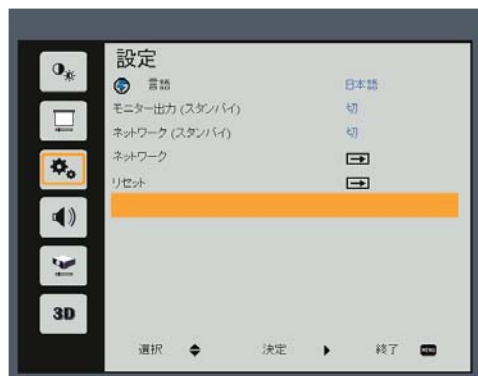 設定
言語 日本語
モニター出力 (スタンバイ) 切
ネットワーク (スタンバイ) 切
ネットワーク
リセット
3D
選択 決定 終了 MENU